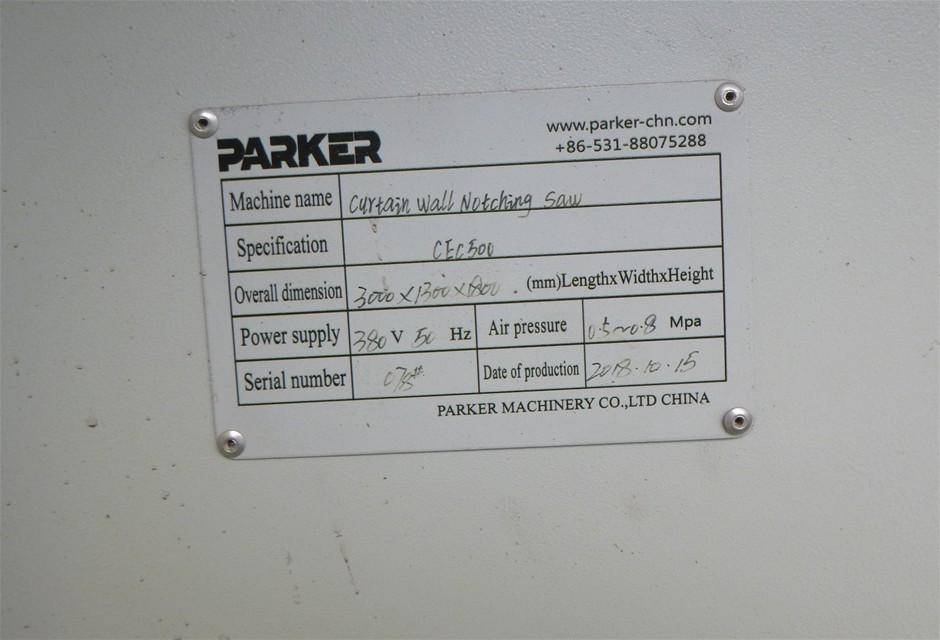 PARKER
www.parker-chn.com
+86-531-88075288
Machine name Curtain Wall Notching Saw
Specification CEC500
Overall dimension 3000×1300×1800. (mm)LengthxWidthxHeight
Power supply 380 V 50 Hz Air pressure 0.5~0.8 Mpa
Serial number 078# Date of production 2018.10.15
PARKER MACHINERY CO.,LTD CHINA